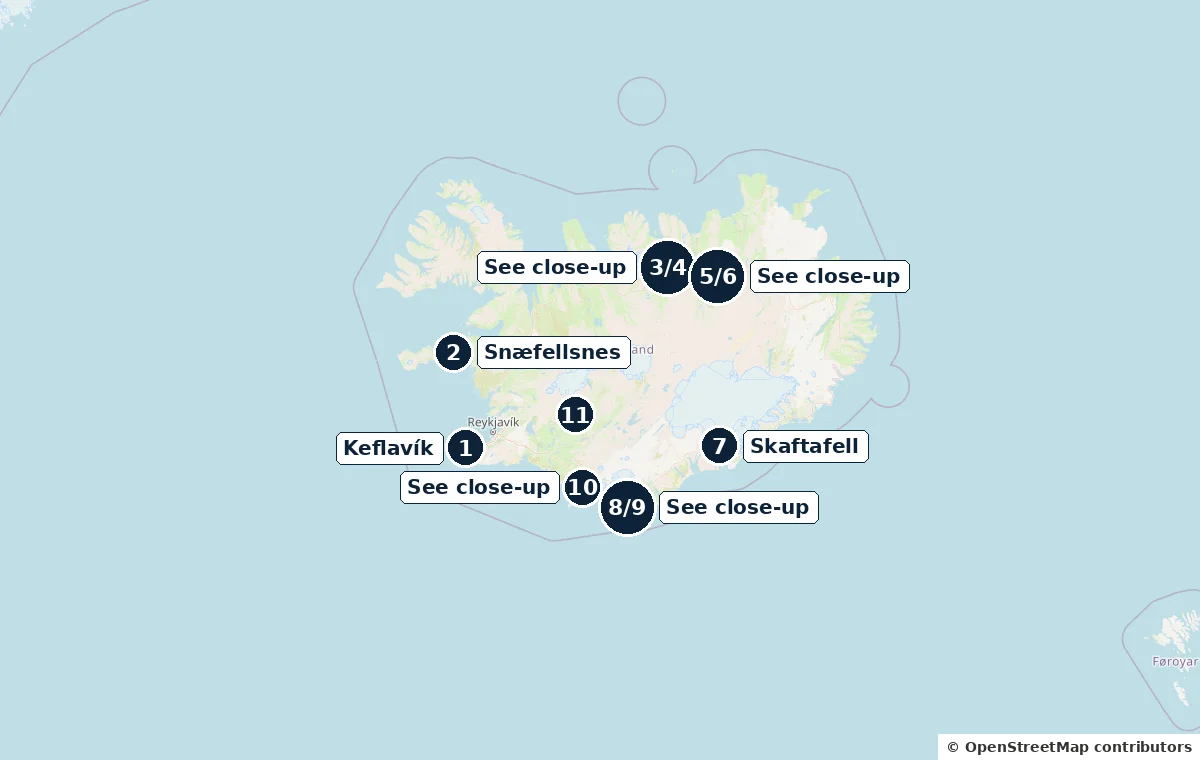 See close-up
3/4
5/6
See close-up
2
Snæfellsnes
land
11
Reykjavík
Keflavík
1
7
Skaftafell
See close-up
10
8/9
See close-up
Føroyar
© OpenStreetMap contributors